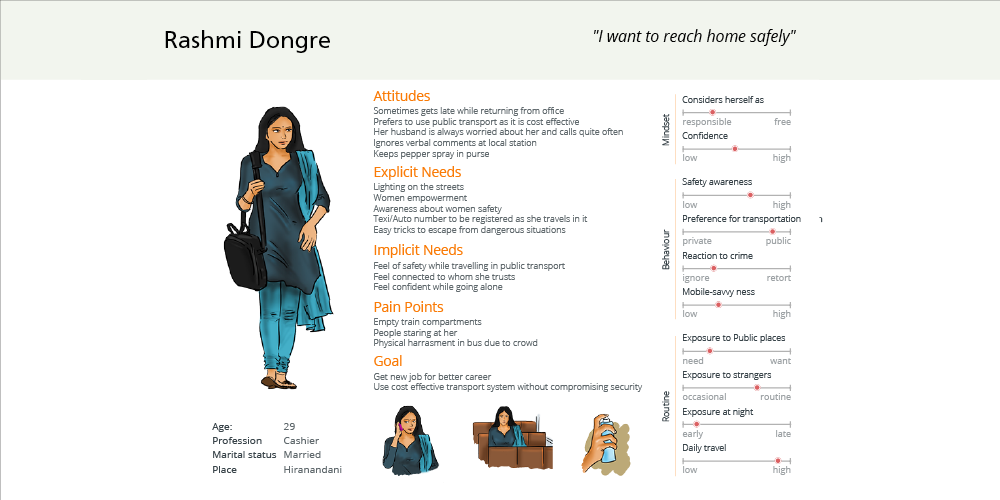 Rashmi Dongre
"I want to reach home safely"
Attitudes
Sometimes gets late while returning from office
Prefers to use public transport as it is cost effective
Her husband is always worried about her and calls quite often
Ignores verbal comments at local station
Keeps pepper spray in purse
Explicit Needs
Lighting on the streets
Women empowerment
Awareness about women safety
Texi/Auto number to be registered as she travels in it
Easy tricks to escape from dangerous situations
Implicit Needs
Feel of safety while travelling in public transport
Feel connected to whom she trusts
Feel confident while going alone
Pain Points
Empty train compartments
People staring at her
Physical harrasment in bus due to crowd
Goal
Get new job for better career
Use cost effective transport system without compromising security
Age: 29
Profession Cashier
Marital status Married
Place Hiranandani
Mindset
Considers herself as
responsible free
Confidence
low high
Behaviour
Safety awareness
low high
Preference for transportation n
private public
Reaction to crime
ignore retort
Mobile-savvy ness
low high
Routine
Exposure to Public places
need want
Exposure to strangers
occasional routine
Exposure at night
early late
Daily travel
low high